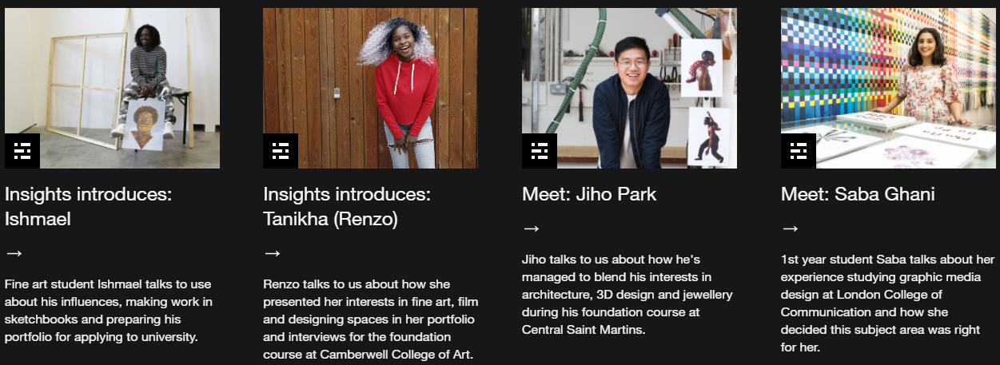 Insights introduces:
Ishmael
→
Fine art student Ishmael talks to use
about his influences, making work in
sketchbooks and preparing his
portfolio for applying to university.
Insights introduces:
Tanikha (Renzo)
→
Renzo talks to us about how she
presented her interests in fine art, film
and designing spaces in her portfolio
and interviews for the foundation
course at Camberwell College of Art.
Meet: Jiho Park
→
Jiho talks to us about how he's
managed to blend his interests in
architecture, 3D design and jewellery
during his foundation course at
Central Saint Martins.
Meet: Saba Ghani
→
1st year student Saba talks about her
experience studying graphic media
design at London College of
Communication and how she
decided this subject area was right
for her.